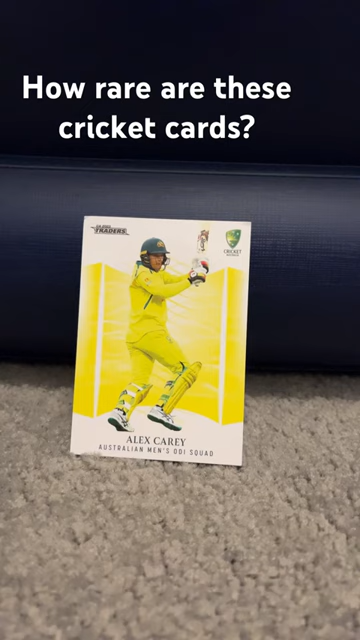 How rare are these
cricket cards?
TRADERS
CRICKET
ALEX CAREY
AUSTRALIAN MEN'S ODI SQUAD